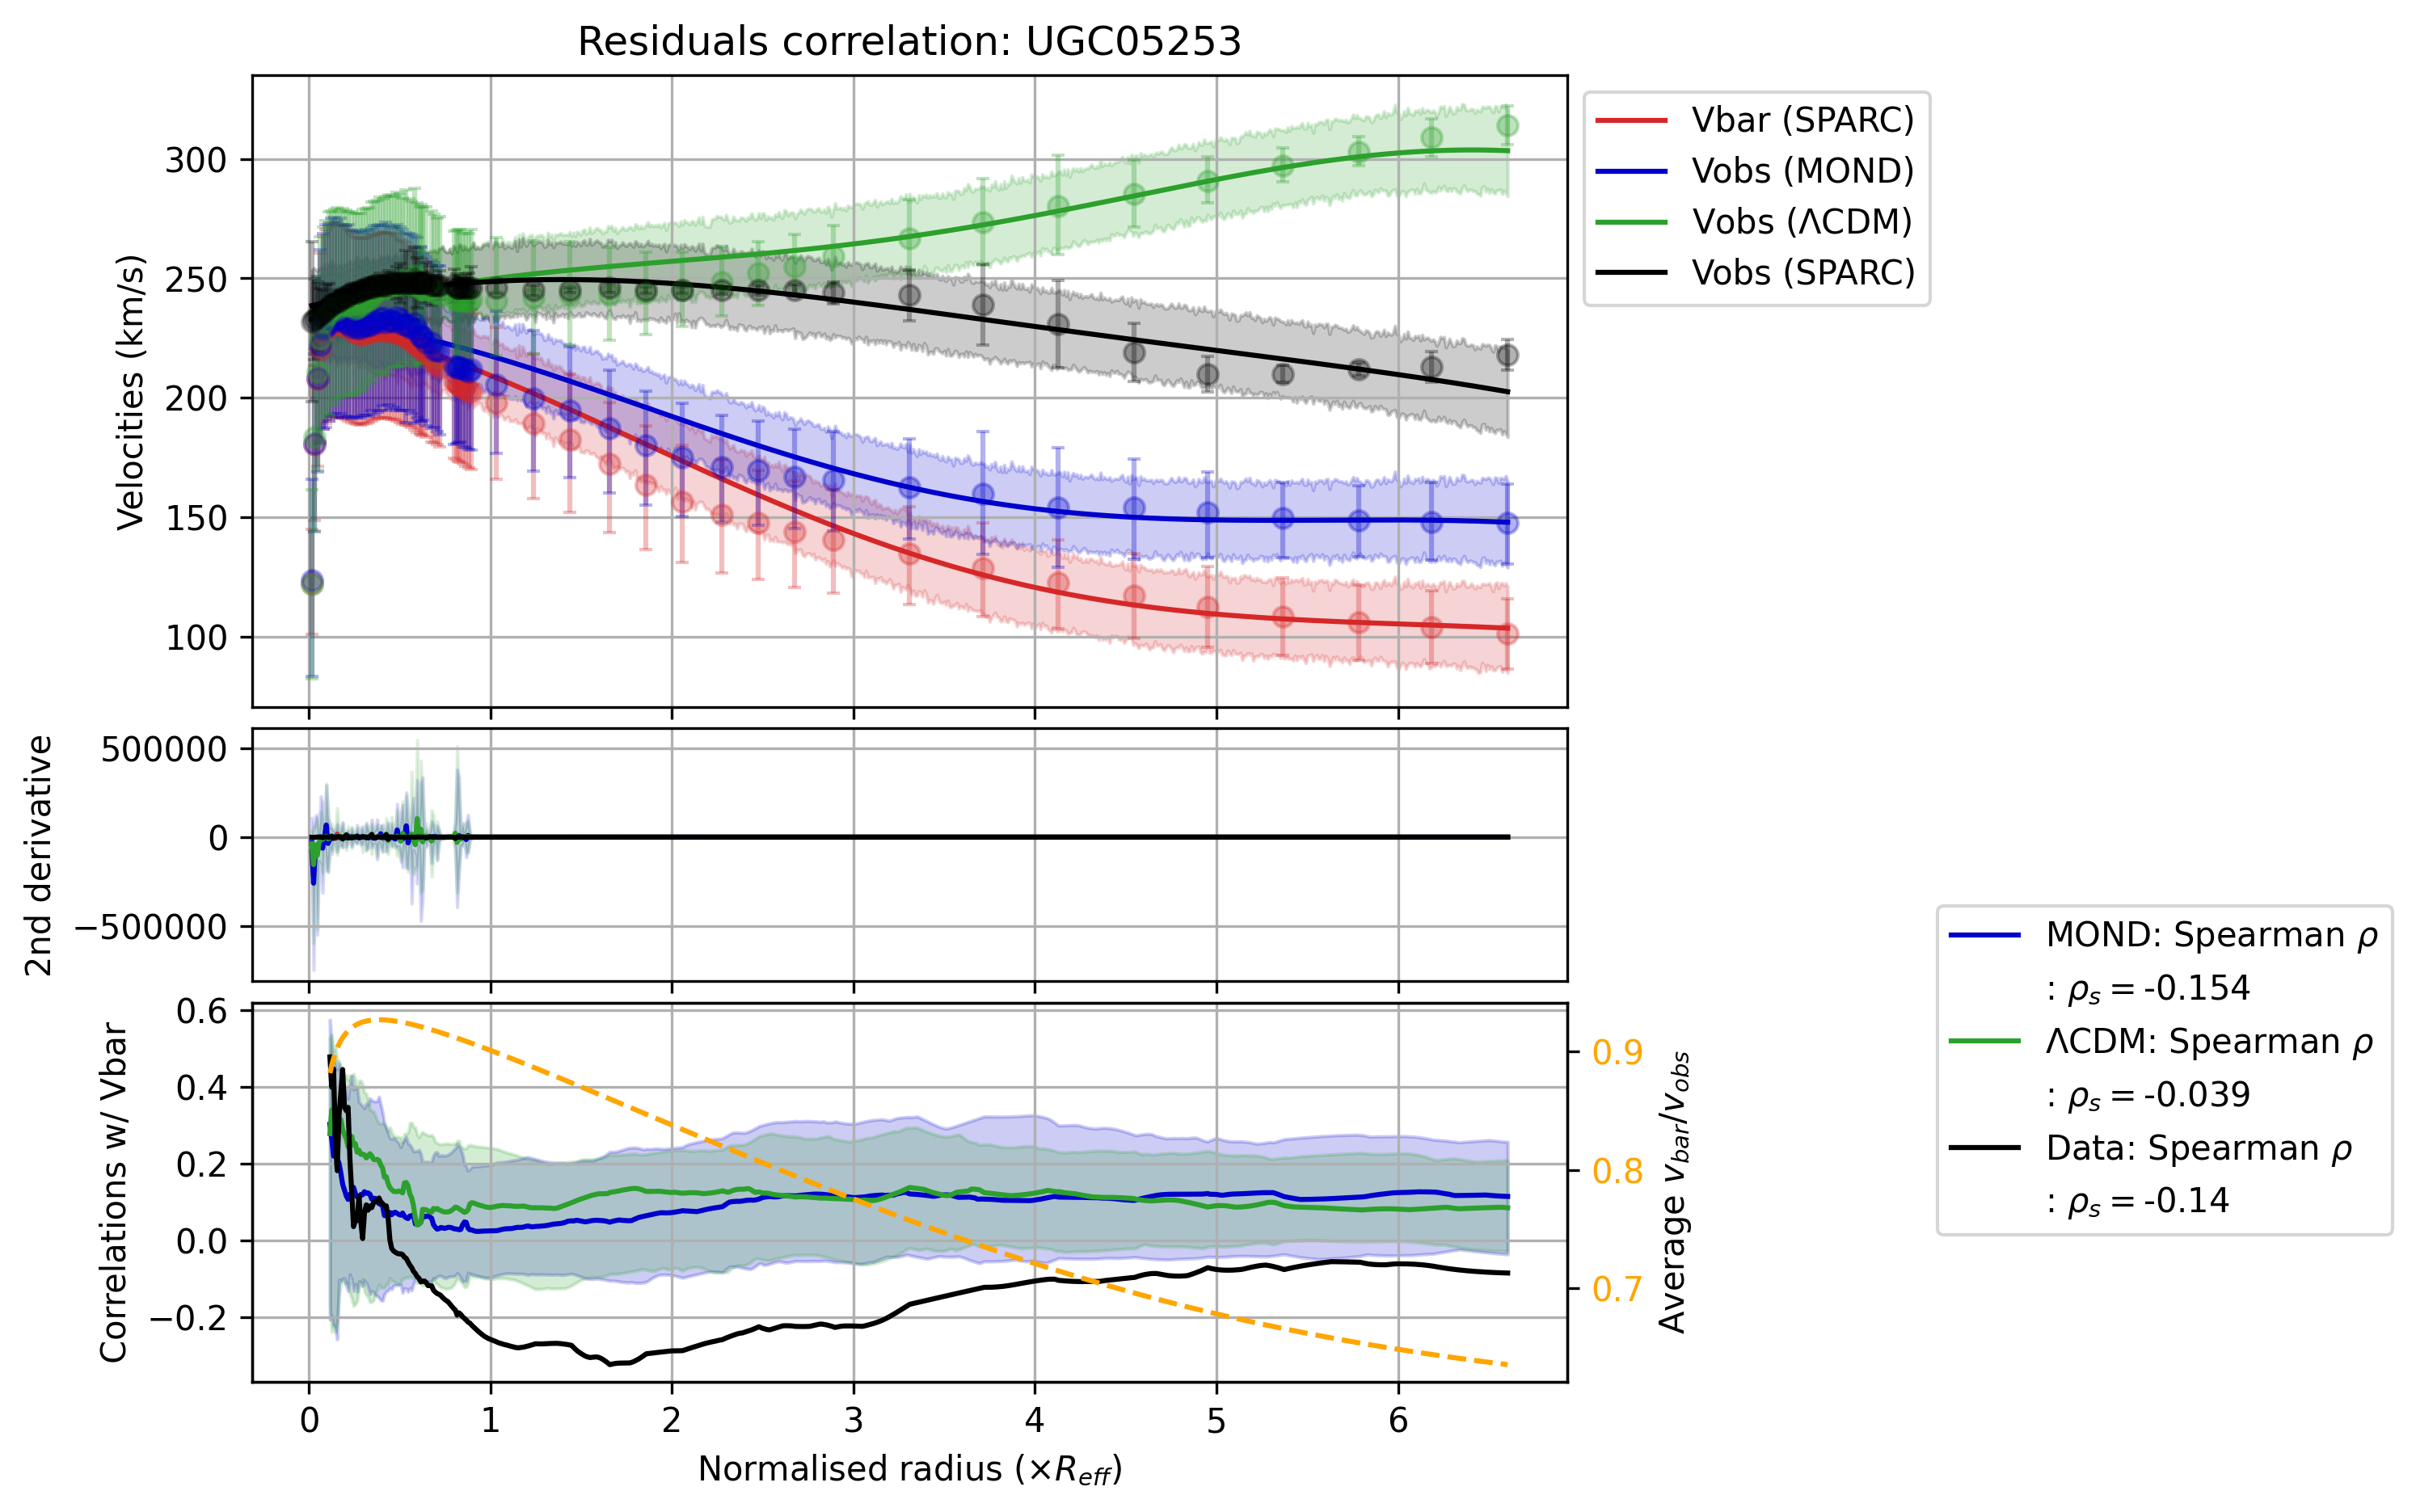 Residuals correlation: UGC05253
Velocities (km/s)
300
250
200
150
100
Vbar (SPARC)
Vobs (MOND)
Vobs (ΛCDM)
Vobs (SPARC)
2nd derivative
500000
0
−500000
Correlations w/ Vbar
0.6
0.4
0.2
0.0
−0.2
0.9
0.8
0.7
Average v_bar/v_obs
MOND: Spearman ρ
: ρ_s = -0.154
ΛCDM: Spearman ρ
: ρ_s = -0.039
Data: Spearman ρ
: ρ_s = -0.14
0 1 2 3 4 5 6
Normalised radius (×R_eff)